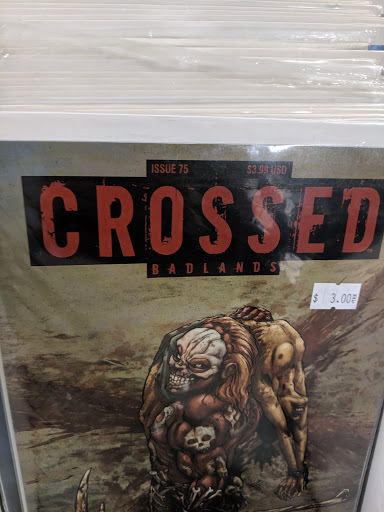 ISSUE 75 $3.99 USD
CROSSED
BADLANDS
$ 3.00